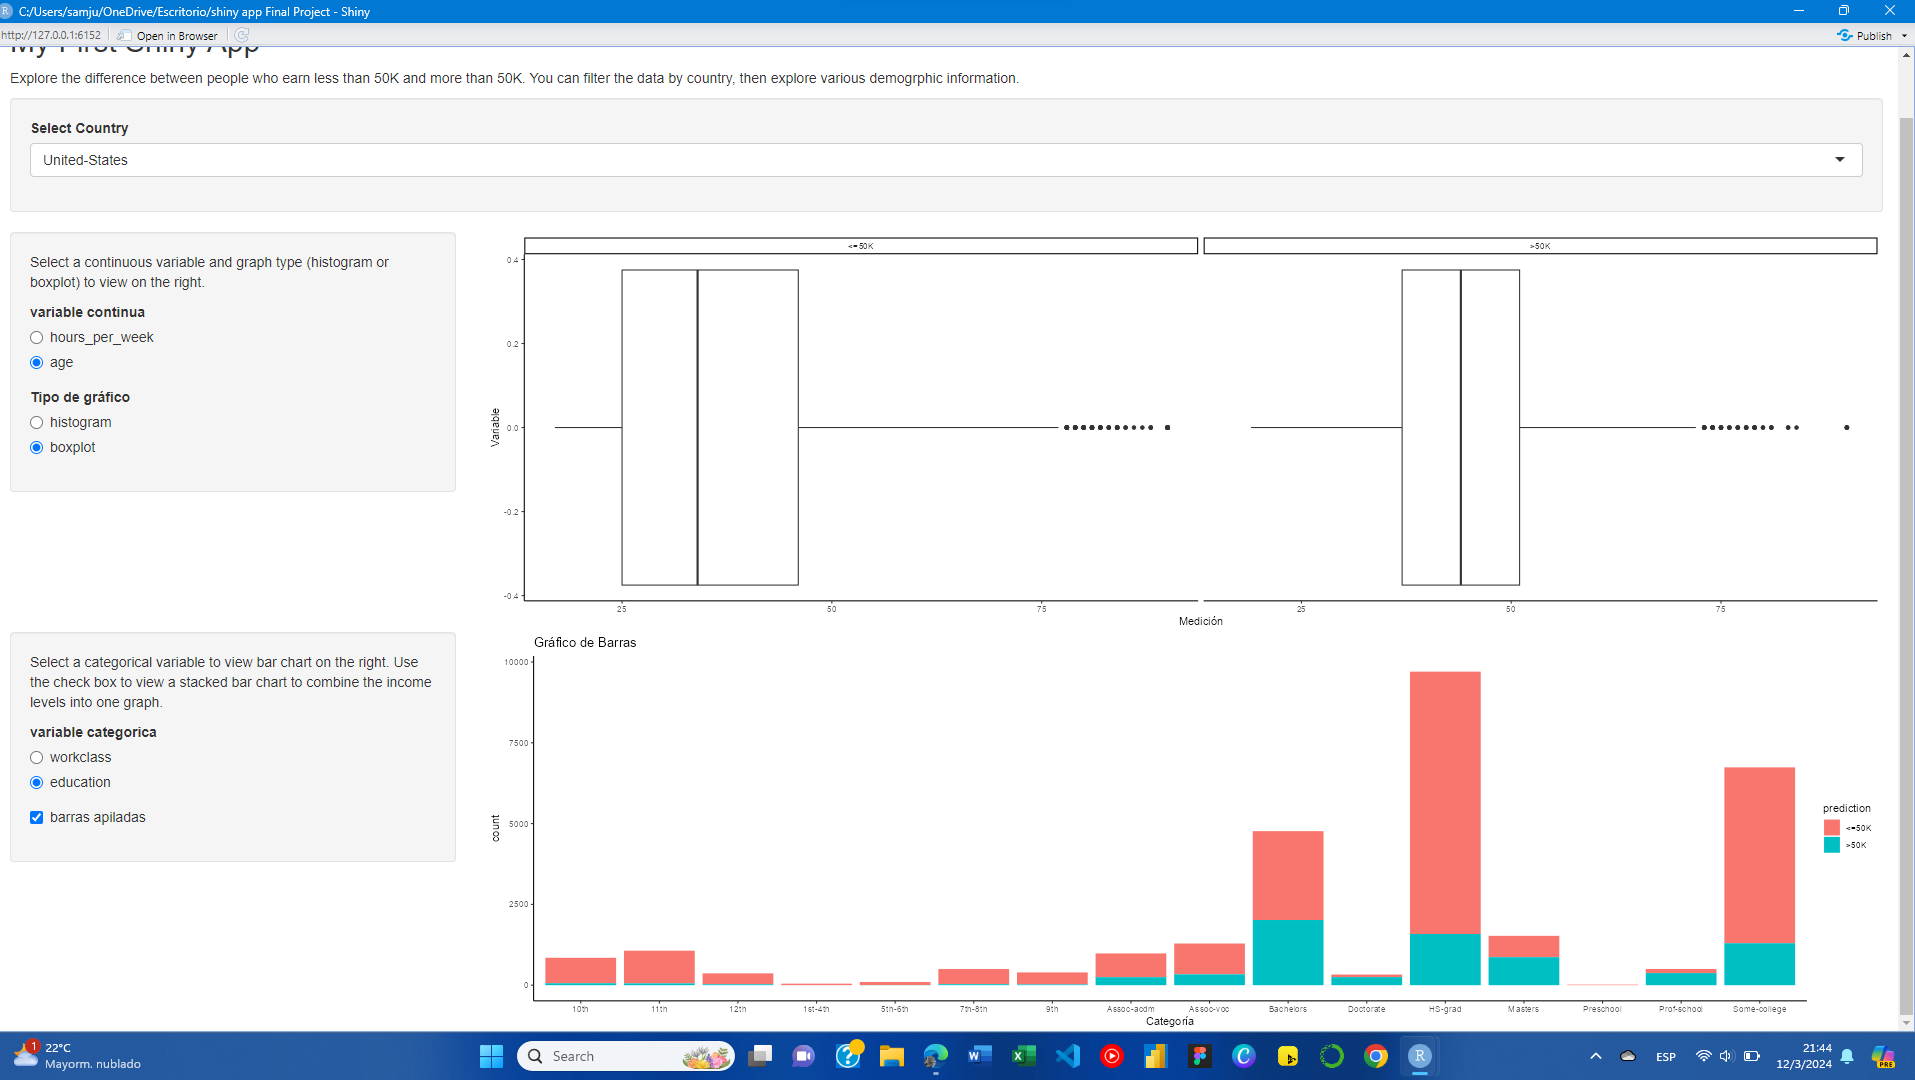 C:/Users/samju/OneDrive/Escritorio/shiny app Final Project - Shiny
http://127.0.0.1:6152
Open in Browser
Publish
My First Shiny App
Explore the difference between people who earn less than 50K and more than 50K. You can filter the data by country, then explore various demogrphic information.
Select Country
United-States
Select a continuous variable and graph type (histogram or
boxplot) to view on the right.
variable continua
hours_per_week
age
Tipo de gráfico
histogram
boxplot
<=50K
>50K
Variable
0.4
0.2
0.0
-0.2
-0.4
25
50
75
25
50
75
Medición
Select a categorical variable to view bar chart on the right. Use
the check box to view a stacked bar chart to combine the income
levels into one graph.
variable categorica
workclass
education
barras apiladas
Gráfico de Barras
count
10000
7500
5000
2500
0
10th
11th
12th
1st-4th
5th-6th
7th-8th
9th
Assoc-acdm
Assoc-voc
Bachelors
Doctorate
HS-grad
Masters
Preschool
Prof-school
Some-college
Categoría
prediction
<=50K
>50K
1
22°C
Mayorm. nublado
Search
ESP
21:44
12/3/2024
PRE